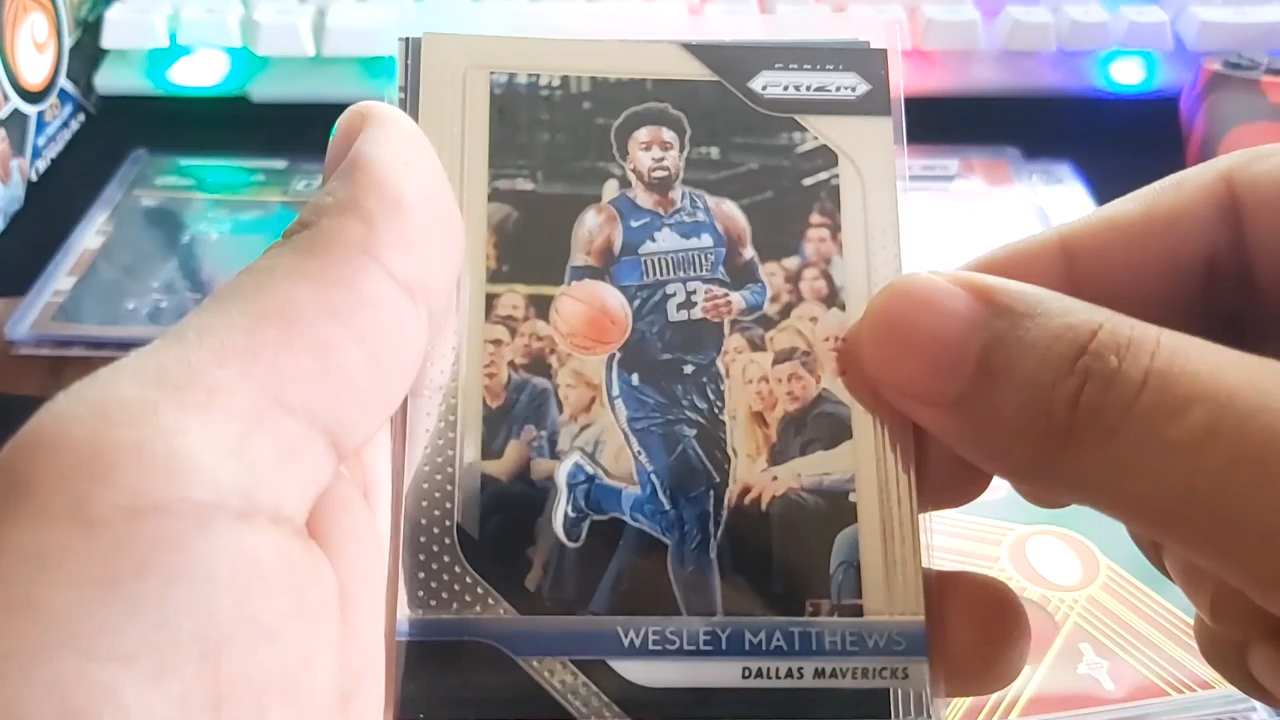 PANINI
PRIZM
DALLAS
23
WESLEY MATTHEWS
DALLAS MAVERICKS